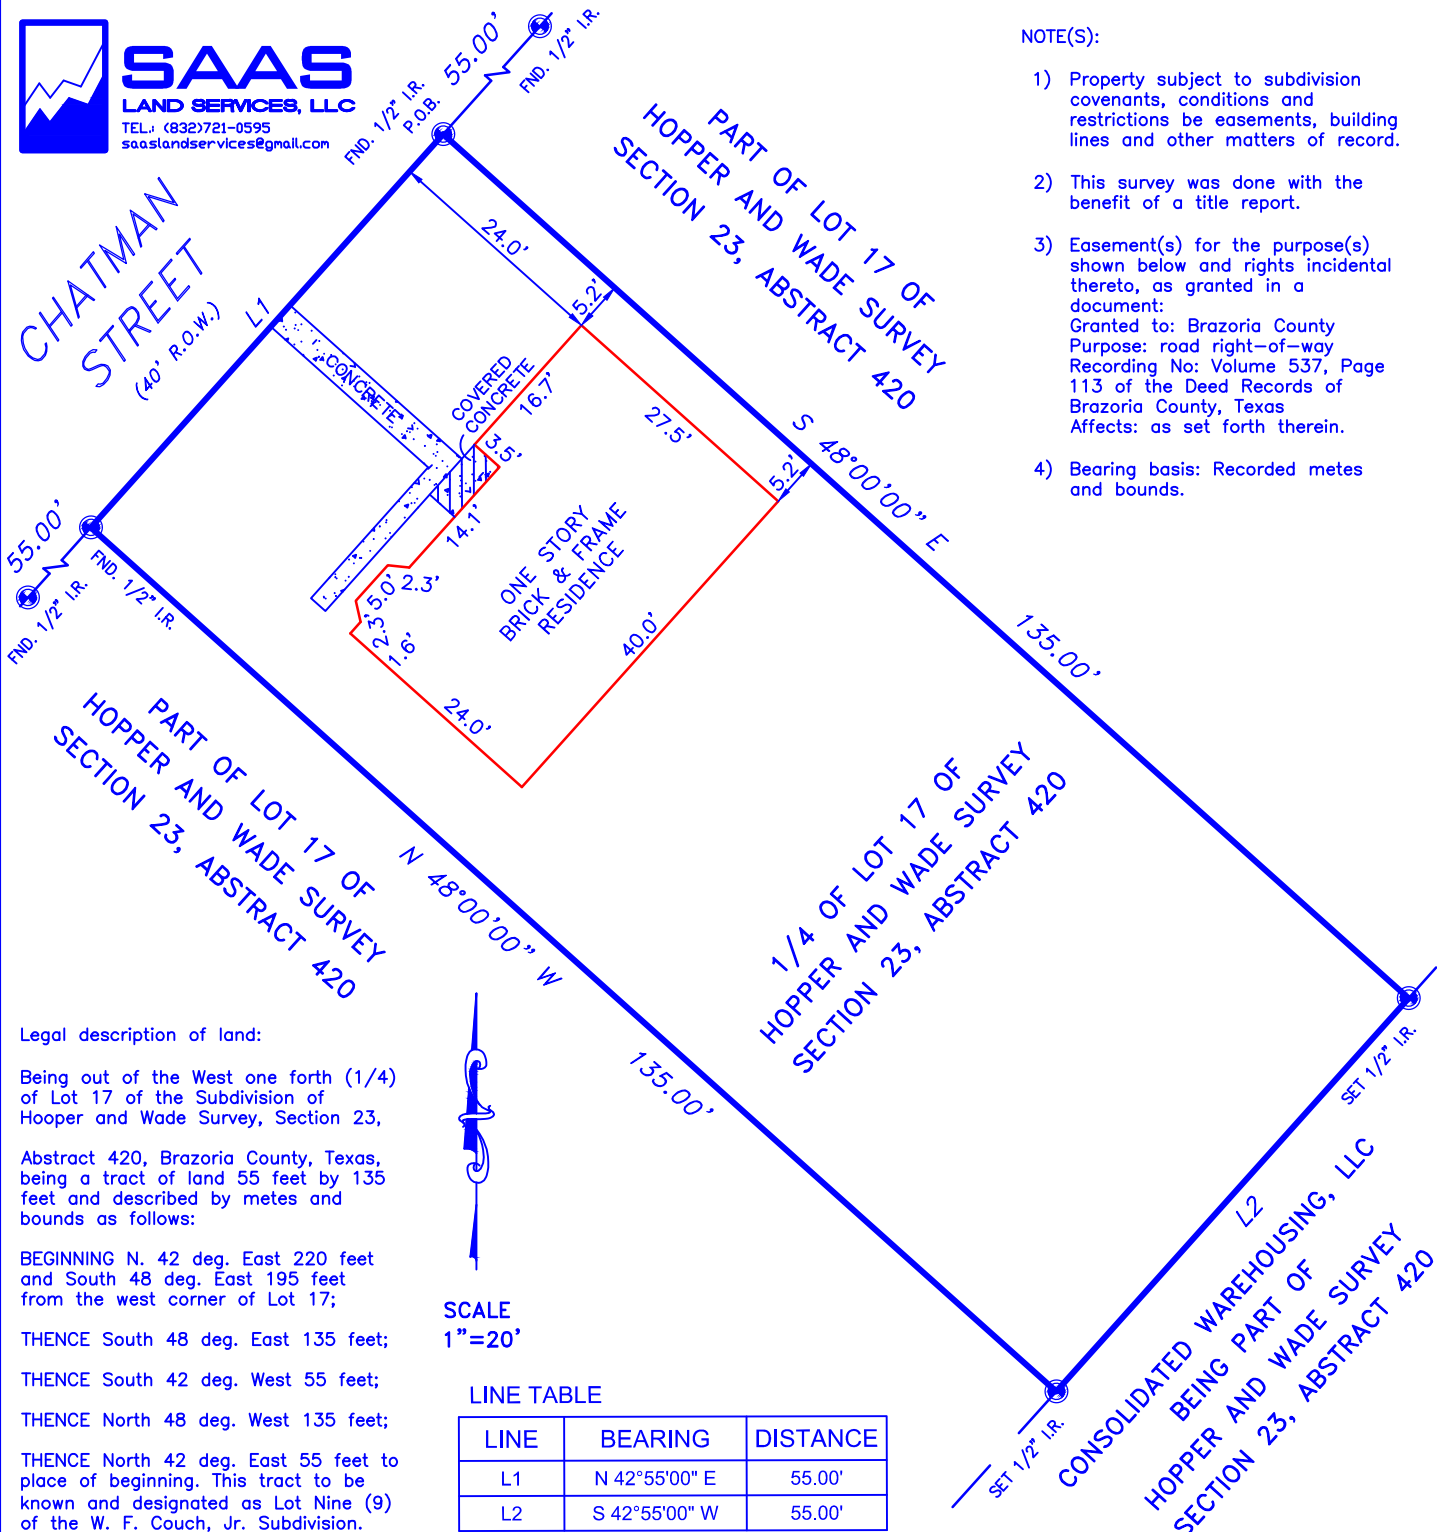 SAAS
LAND SERVICES, LLC
TEL.: (832)721-0595
saaslandservices@gmail.com
NOTE(S):
1) Property subject to subdivision
covenants, conditions and
restrictions be easements, building
lines and other matters of record.
2) This survey was done with the
benefit of a title report.
3) Easement(s) for the purpose(s)
shown below and rights incidental
thereto, as granted in a
document:
Granted to: Brazoria County
Purpose: road right-of-way
Recording No: Volume 537, Page
113 of the Deed Records of
Brazoria County, Texas
Affects: as set forth therein.
4) Bearing basis: Recorded metes
and bounds.
55.00'
FND. 1/2" I.R.
FND. 1/2" I.R.
P.O.B.
CHATMAN
STREET
(40' R.O.W.)
L1
PART OF LOT 17 OF
HOPPER AND WADE SURVEY
SECTION 23, ABSTRACT 420
24.0'
5.2'
CONCRETE
COVERED
CONCRETE
16.7'
3.5'
27.5'
5.2'
S 48°00'00" E
135.00'
14.1'
2.3'
5.0'
2.3'
1.6'
24.0'
40.0'
ONE STORY
BRICK & FRAME
RESIDENCE
55.00'
FND. 1/2" I.R.
FND. 1/2" I.R.
PART OF LOT 17 OF
HOPPER AND WADE SURVEY
SECTION 23, ABSTRACT 420
N 48°00'00" W
135.00'
1/4 OF LOT 17 OF
HOPPER AND WADE SURVEY
SECTION 23, ABSTRACT 420
SET 1/2" I.R.
L2
SET 1/2" I.R.
CONSOLIDATED WAREHOUSING, LLC
BEING PART OF
HOPPER AND WADE SURVEY
SECTION 23, ABSTRACT 420
Legal description of land:
Being out of the West one forth (1/4)
of Lot 17 of the Subdivision of
Hooper and Wade Survey, Section 23,
Abstract 420, Brazoria County, Texas,
being a tract of land 55 feet by 135
feet and described by metes and
bounds as follows:
BEGINNING N. 42 deg. East 220 feet
and South 48 deg. East 195 feet
from the west corner of Lot 17;
THENCE South 48 deg. East 135 feet;
THENCE South 42 deg. West 55 feet;
THENCE North 48 deg. West 135 feet;
THENCE North 42 deg. East 55 feet to
place of beginning. This tract to be
known and designated as Lot Nine (9)
of the W. F. Couch, Jr. Subdivision.
SCALE
1"=20'
LINE TABLE
LINE BEARING DISTANCE
L1 N 42°55'00" E 55.00'
L2 S 42°55'00" W 55.00'